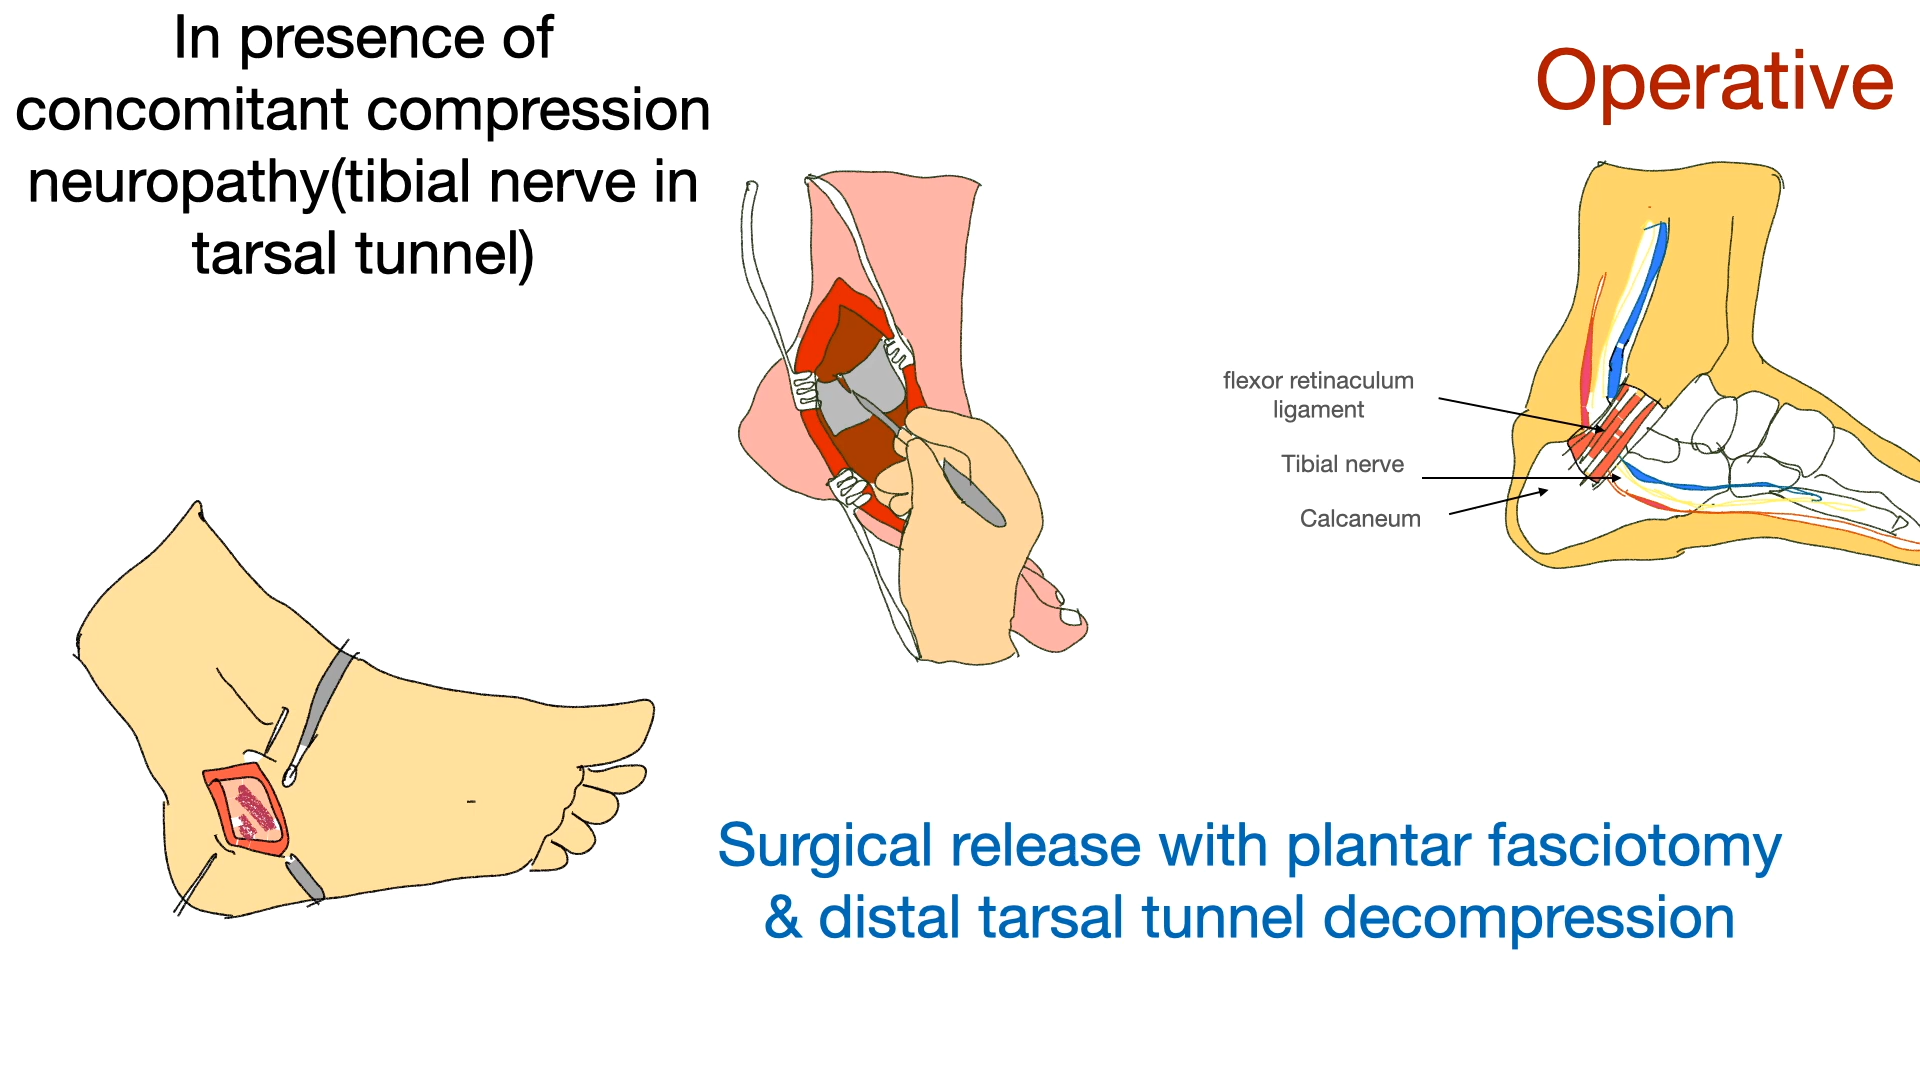 In presence of
concomitant compression
neuropathy(tibial nerve in
tarsal tunnel)
Operative
flexor retinaculum
ligament
Tibial nerve
Calcaneum
Surgical release with plantar fasciotomy
& distal tarsal tunnel decompression